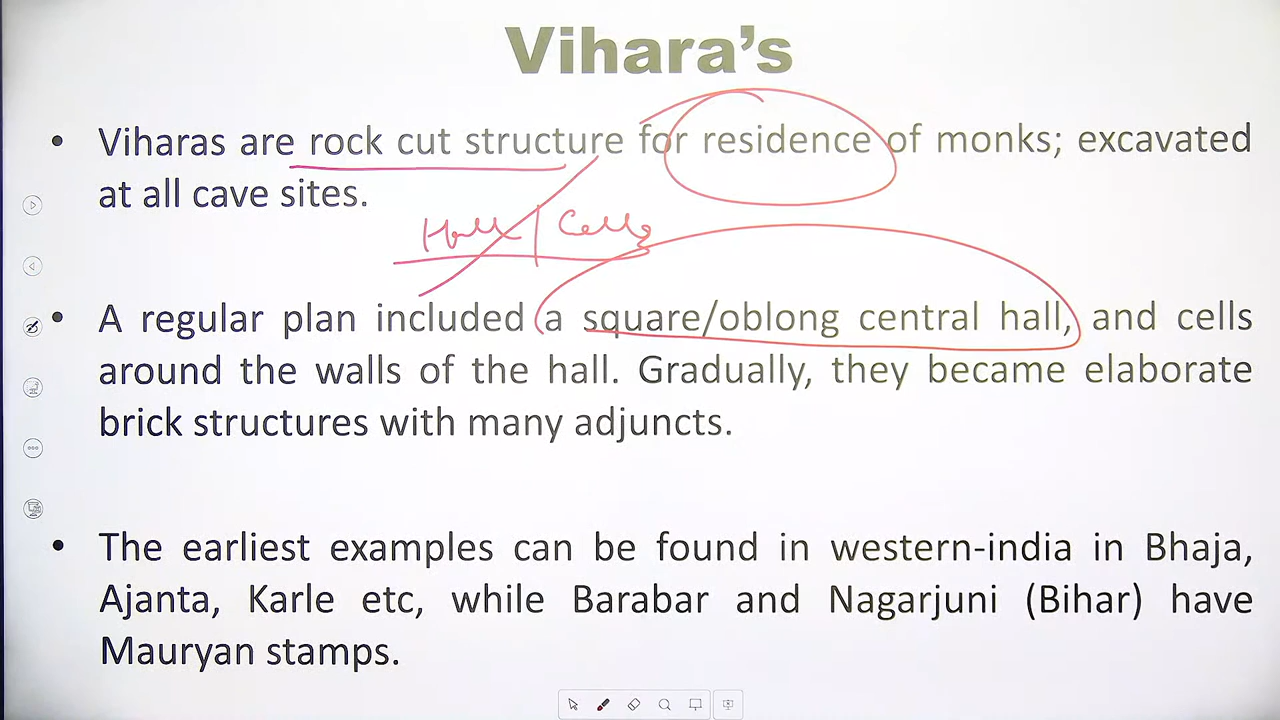 Vihara's
• Viharas are rock cut structure for residence of monks; excavated
at all cave sites.
Hall | Cells
• A regular plan included a square/oblong central hall, and cells
around the walls of the hall. Gradually, they became elaborate
brick structures with many adjuncts.
• The earliest examples can be found in western-india in Bhaja,
Ajanta, Karle etc, while Barabar and Nagarjuni (Bihar) have
Mauryan stamps.